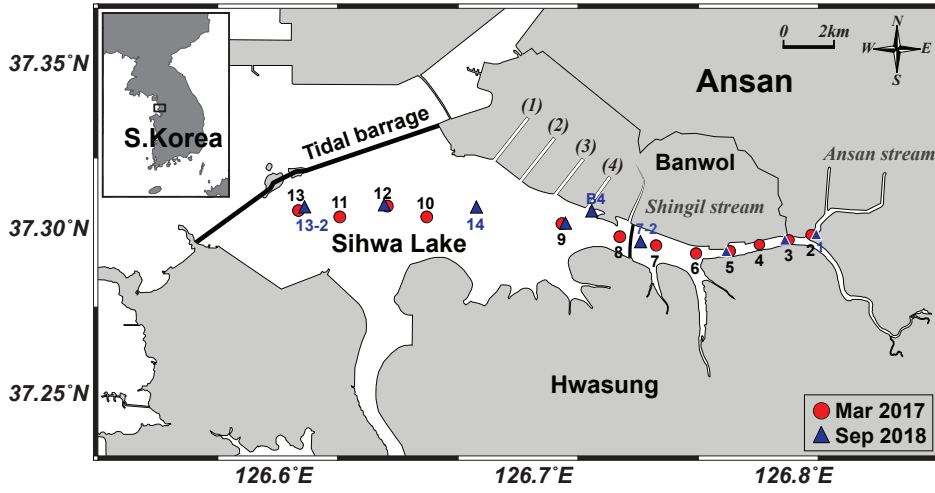 37.35°N
37.30°N
37.25°N
126.6°E
126.7°E
126.8°E
S.Korea
Tidal barrage
(1)
(2)
(3)
(4)
0 2km
N
W E
S
Ansan
Banwol
Ansan stream
Shingil stream
Sihwa Lake
Hwasung
13
13-2
11
12
10
14
9
B4
8
7-2
7
6
5
4
3
2
1
Mar 2017
Sep 2018